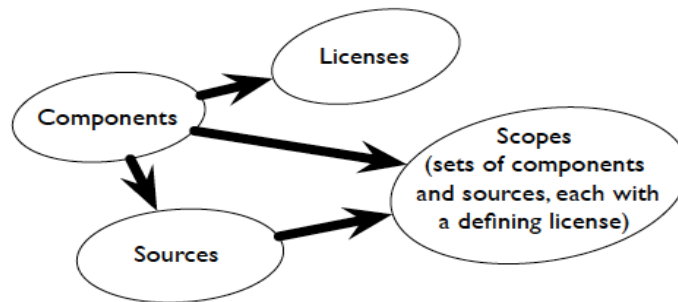 Licenses
Components
Scopes
(sets of components
and sources, each with
a defining license)
Sources